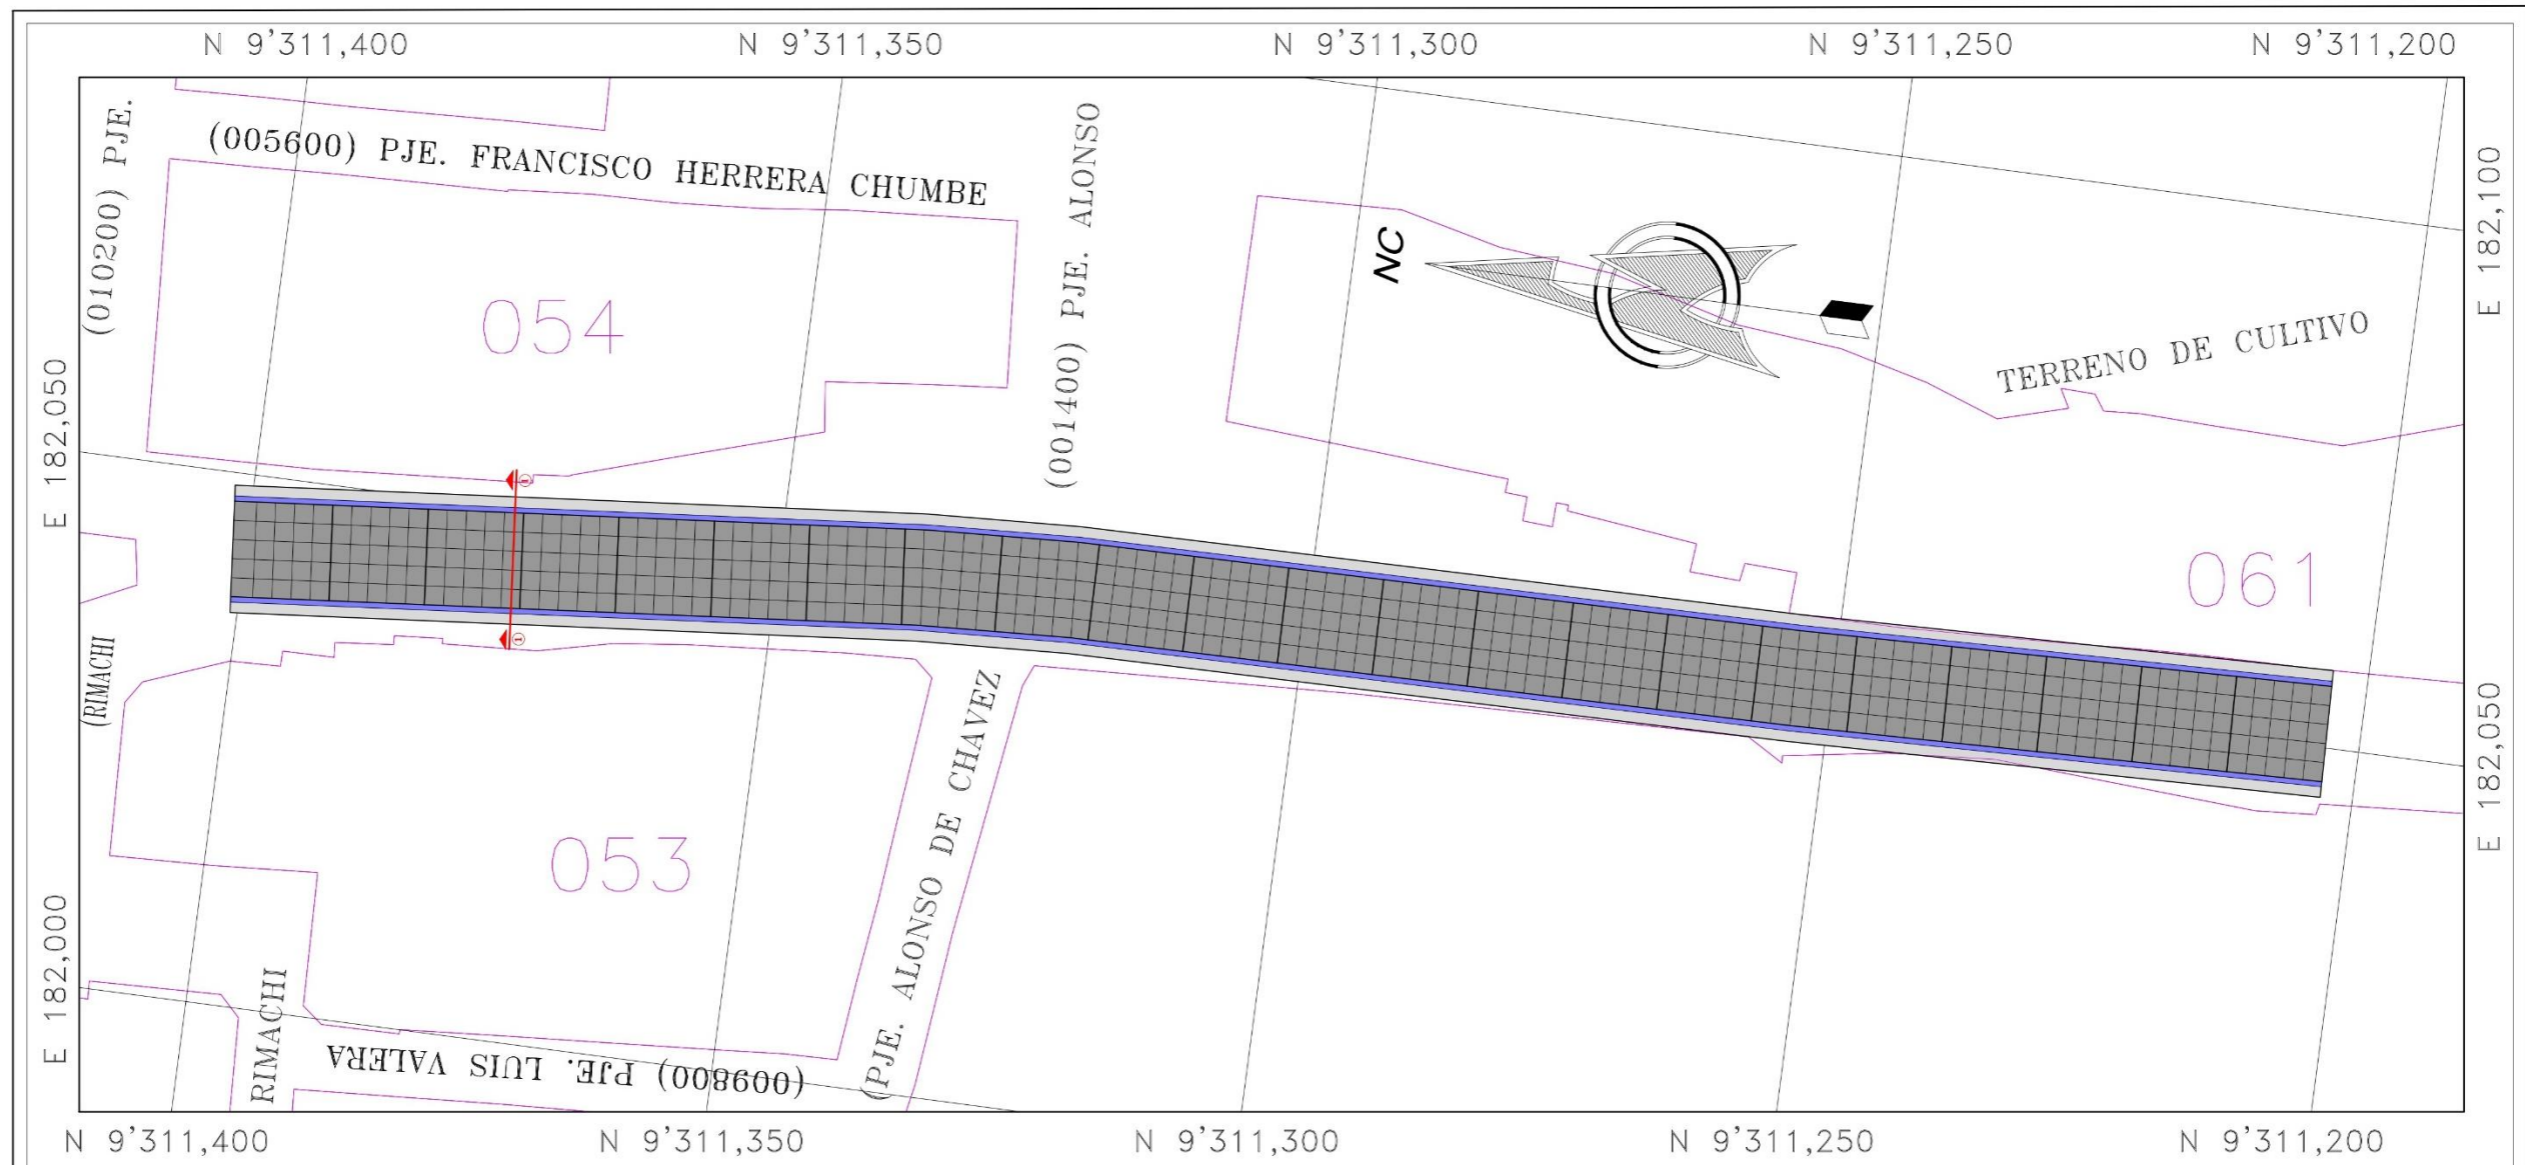 N 9'311,400
N 9'311,350
N 9'311,300
N 9'311,250
N 9'311,200
(010200) PJE.
(005600) PJE. FRANCISCO HERRERA CHUMBE
(001400) PJE. ALONSO
E 182,100
NC
054
TERRENO DE CULTIVO
E 182,050
1
1
061
(RIMACHI
(PJE. ALONSO DE CHAVEZ
E 182,050
053
E 182,000
RIMACHI
(009800) PJE. LUIS VALERA
N 9'311,400
N 9'311,350
N 9'311,300
N 9'311,250
N 9'311,200